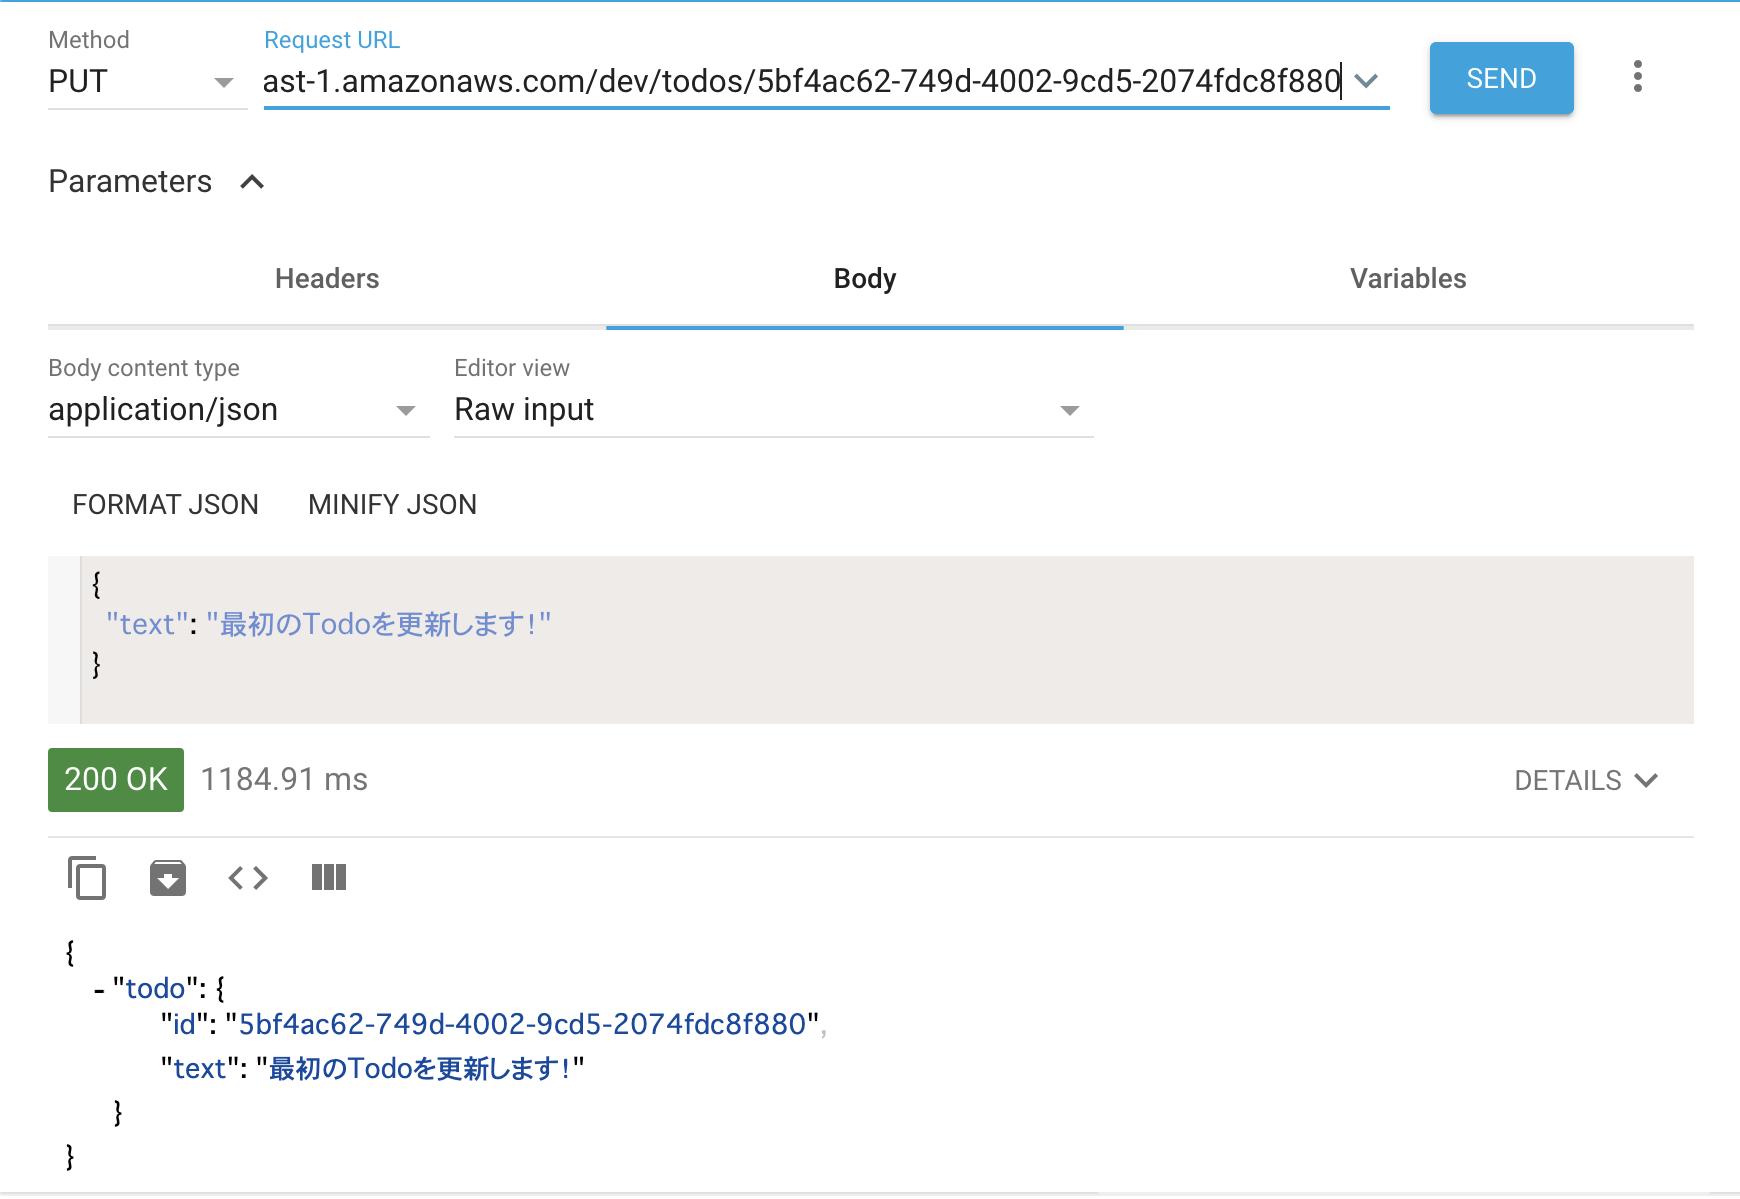 Method
Request URL
PUT
ast-1.amazonaws.com/dev/todos/5bf4ac62-749d-4002-9cd5-2074fdc8f880
SEND
Parameters
Headers
Body
Variables
Body content type
Editor view
application/json
Raw input
FORMAT JSON
MINIFY JSON
{
"text": "最初のTodoを更新します!"
}
200 OK
1184.91 ms
DETAILS
{
- "todo": {
"id": "5bf4ac62-749d-4002-9cd5-2074fdc8f880",
"text": "最初のTodoを更新します!"
}
}